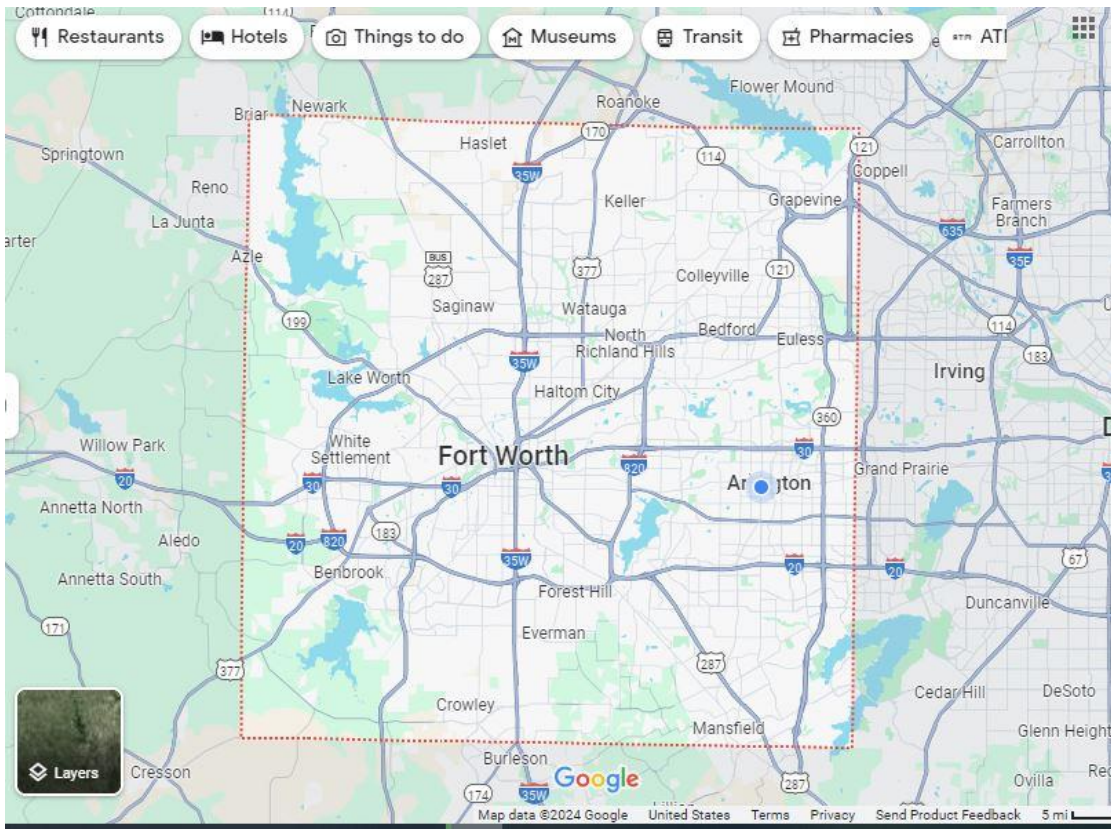 Cottondale
114
Restaurants
Hotels
Things to do
Museums
Transit
Pharmacies
ATM
Flower Mound
Roanoke
Newark
Briar
170
121
Haslet
Carrollton
Springtown
114
35W
Coppell
Reno
Keller
Grapevine
Farmers
Branch
La Junta
635
arter
Azle
BUS
287
377
Colleyville
121
35E
Saginaw
Watauga
199
North
Richland Hills
Bedford
Euless
114
183
35W
Lake Worth
Haltom City
Irving
360
Willow Park
White
Settlement
Fort Worth
820
30
Grand Prairie
D
20
30
30
Ar gton
Annetta North
183
Aledo
20
820
35W
20
20
67
Annetta South
Benbrook
Forest Hill
Duncanville
171
Everman
377
287
Cedar Hill
DeSoto
Crowley
Mansfield
Glenn Height
Layers
Cresson
Burleson
Google
287
Ovilla
Re
174
35W
Map data ©2024 Google
United States
Terms
Privacy
Send Product Feedback
5 mi